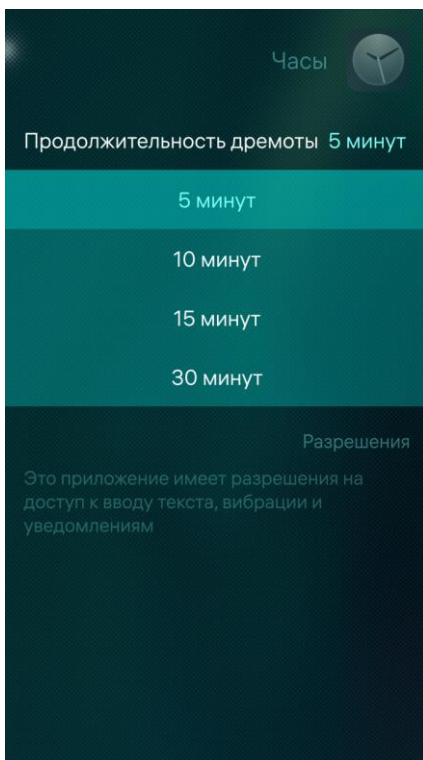 Часы
Продолжительность дремоты 5 минут
5 минут
10 минут
15 минут
30 минут
Разрешения
Это приложение имеет разрешения на
доступ к вводу текста, вибрации и
уведомлениям